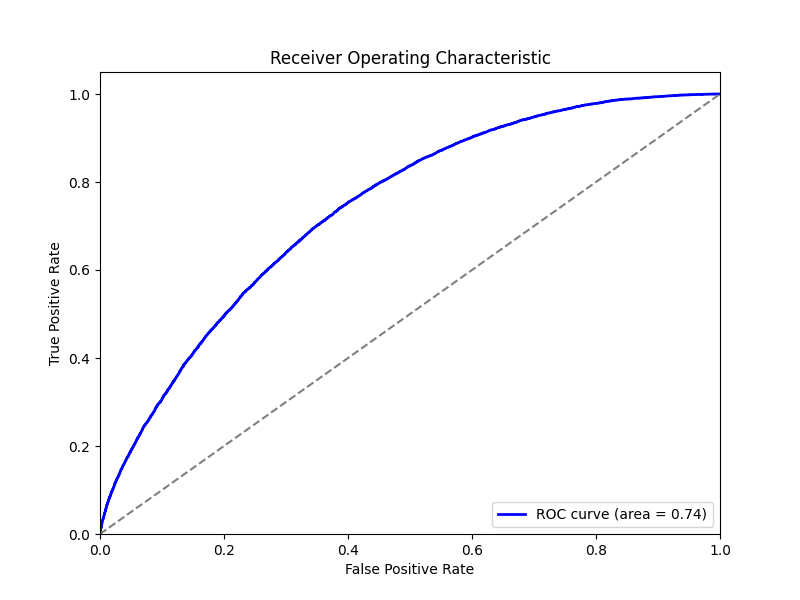 Receiver Operating Characteristic
True Positive Rate
1.0
0.8
0.6
0.4
0.2
0.0
ROC curve (area = 0.74)
0.0 0.2 0.4 0.6 0.8 1.0
False Positive Rate